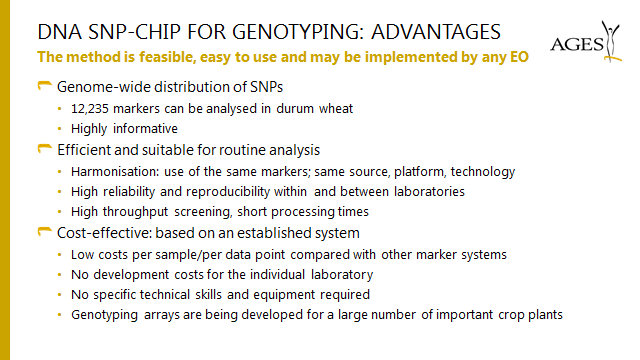 DNA SNP-CHIP FOR GENOTYPING: ADVANTAGES
The method is feasible, easy to use and may be implemented by any EO
AGES
Genome-wide distribution of SNPs
12,235 markers can be analysed in durum wheat
Highly informative
Efficient and suitable for routine analysis
Harmonisation: use of the same markers; same source, platform, technology
High reliability and reproducibility within and between laboratories
High throughput screening, short processing times
Cost-effective: based on an established system
Low costs per sample/per data point compared with other marker systems
No development costs for the individual laboratory
No specific technical skills and equipment required
Genotyping arrays are being developed for a large number of important crop plants